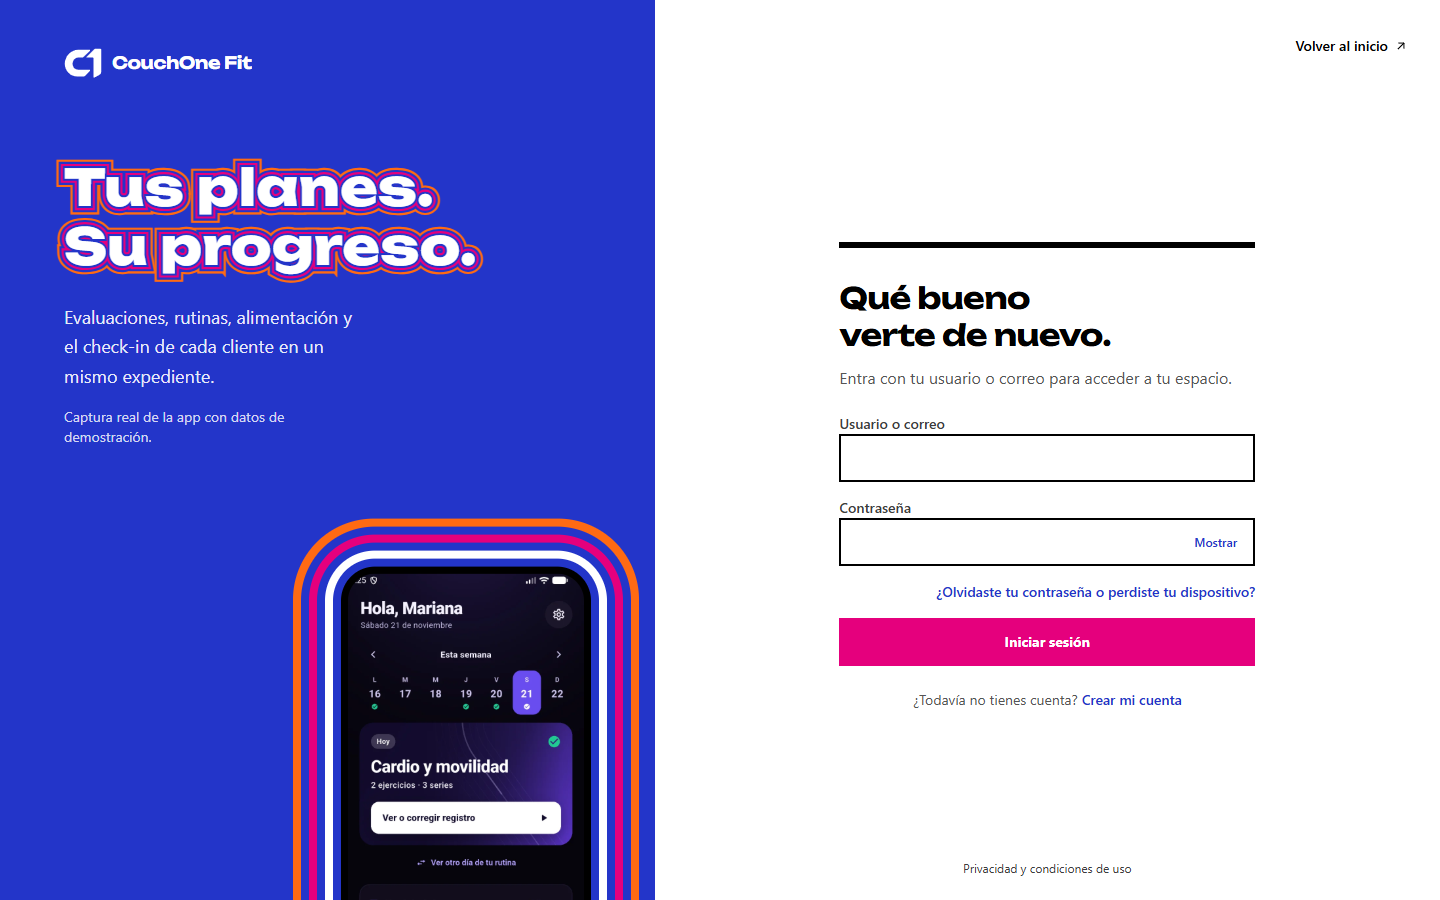 CouchOne Fit
Volver al inicio
Tus planes.
Su progreso.
Evaluaciones, rutinas, alimentación y
el check-in de cada cliente en un
mismo expediente.
Captura real de la app con datos de
demostración.
:25
Hola, Mariana
Sábado 21 de noviembre
Esta semana
L M M J V S D
16 17 18 19 20 21 22
Hoy
Cardio y movilidad
2 ejercicios · 3 series
Ver o corregir registro
Ver otro día de tu rutina
Qué bueno
verte de nuevo.
Entra con tu usuario o correo para acceder a tu espacio.
Usuario o correo
Contraseña
Mostrar
¿Olvidaste tu contraseña o perdiste tu dispositivo?
Iniciar sesión
¿Todavía no tienes cuenta? Crear mi cuenta
Privacidad y condiciones de uso